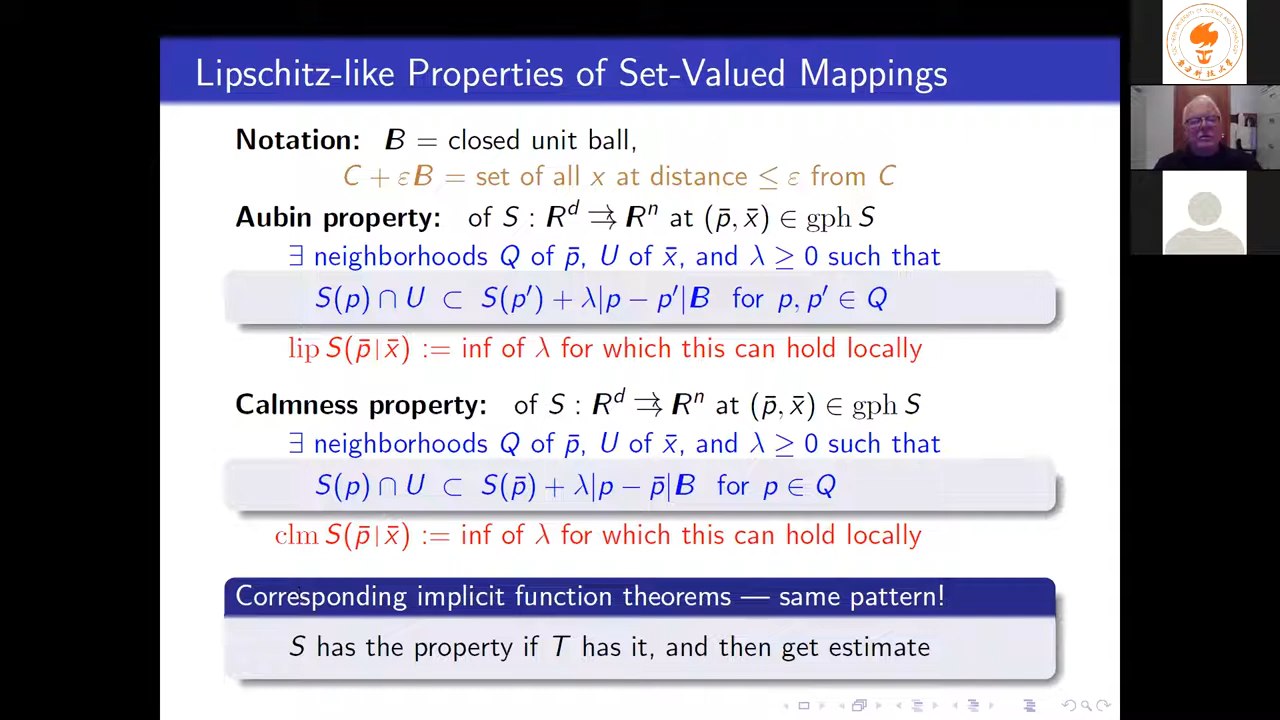 Lipschitz-like Properties of Set-Valued Mappings
Notation: B = closed unit ball,
C + εB = set of all x at distance ≤ ε from C
Aubin property: of S : R^d ⇉ R^n at (p̄, x̄) ∈ gph S
∃ neighborhoods Q of p̄, U of x̄, and λ ≥ 0 such that
S(p) ∩ U ⊂ S(p′) + λ|p − p′|B for p, p′ ∈ Q
lip S(p̄ | x̄) := inf of λ for which this can hold locally
Calmness property: of S : R^d ⇉ R^n at (p̄, x̄) ∈ gph S
∃ neighborhoods Q of p̄, U of x̄, and λ ≥ 0 such that
S(p) ∩ U ⊂ S(p̄) + λ|p − p̄|B for p ∈ Q
clm S(p̄ | x̄) := inf of λ for which this can hold locally
Corresponding implicit function theorems — same pattern!
S has the property if T has it, and then get estimate